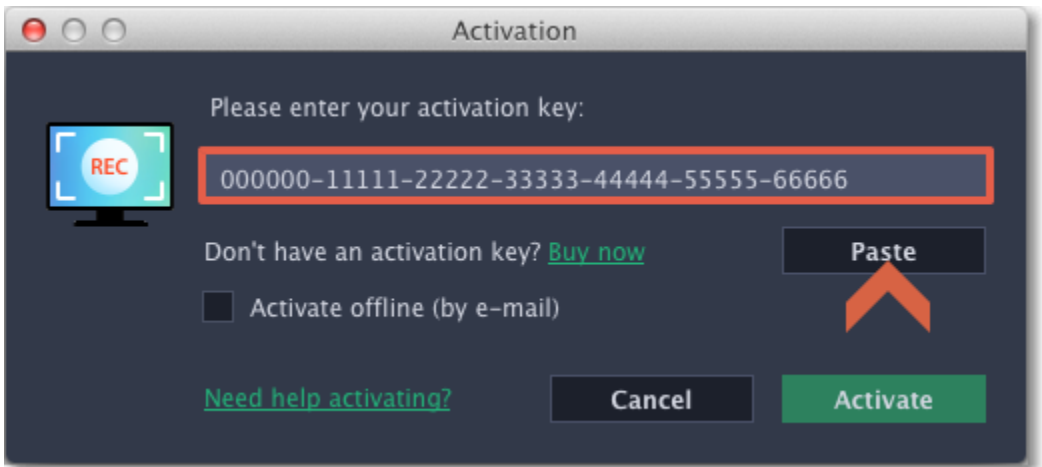 Activation
Please enter your activation key:
REC
000000-11111-22222-33333-44444-55555-66666
Don't have an activation key? Buy now
Paste
Activate offline (by e-mail)
Need help activating?
Cancel
Activate